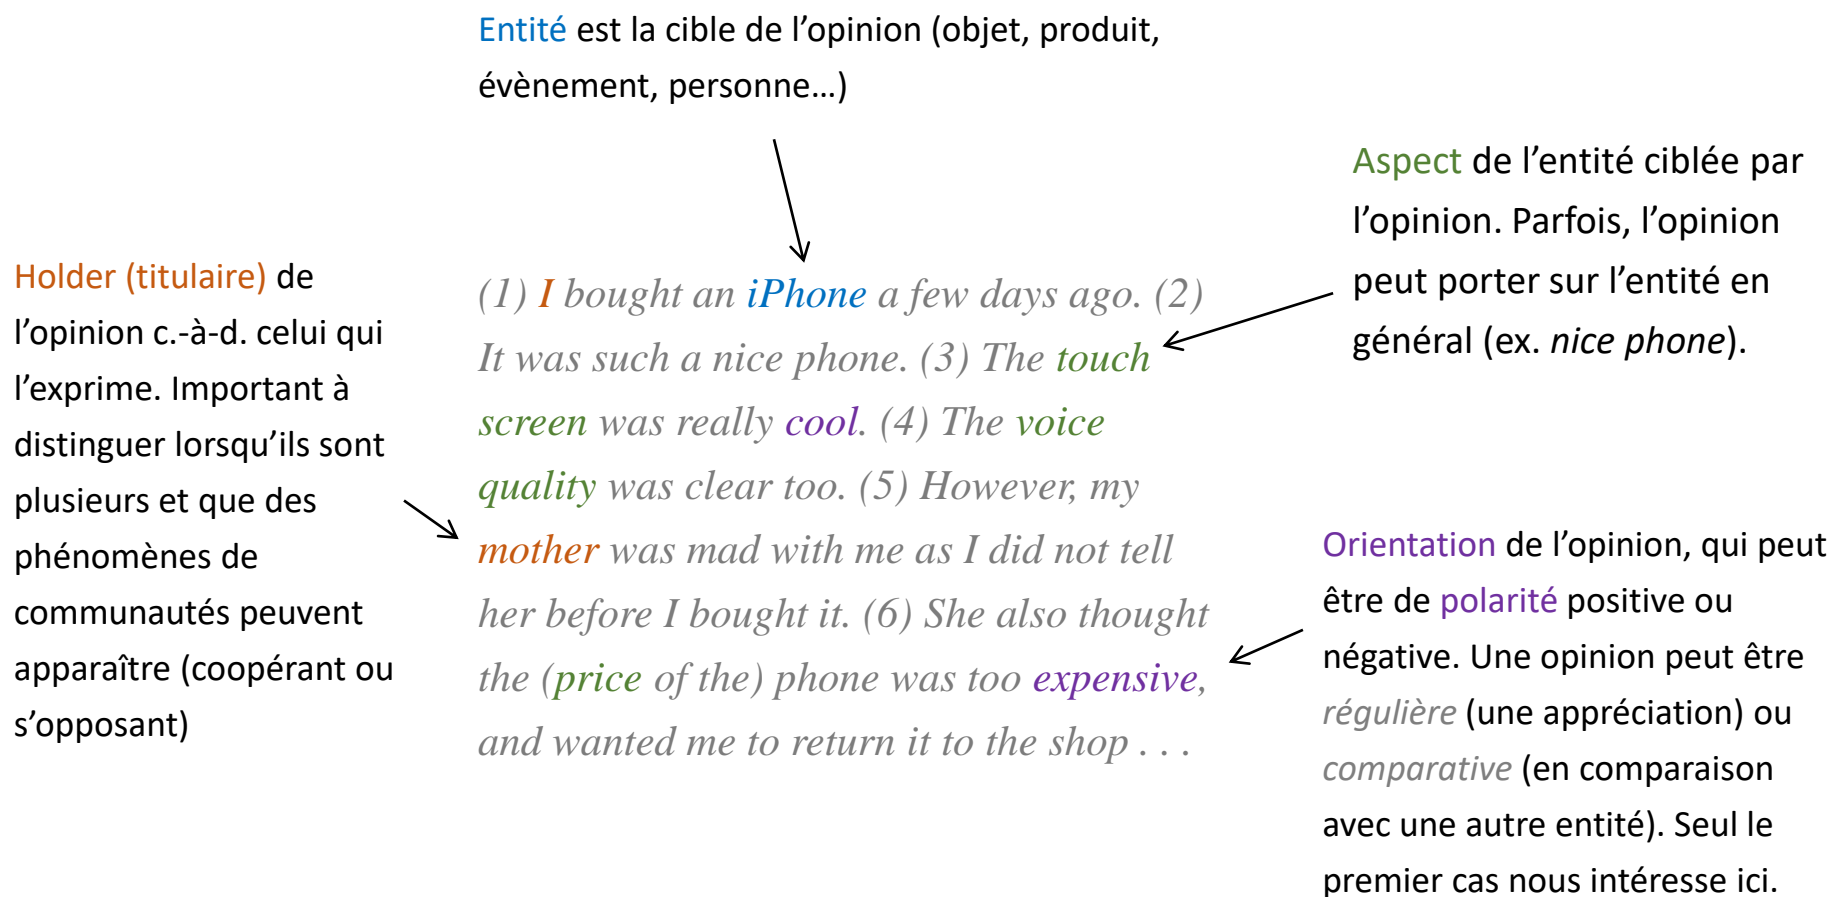 Entité est la cible de l’opinion (objet, produit,
évènement, personne…)
Aspect de l’entité ciblée par
l’opinion. Parfois, l’opinion
peut porter sur l’entité en
général (ex. nice phone).
Holder (titulaire) de
l’opinion c.-à-d. celui qui
l’exprime. Important à
distinguer lorsqu’ils sont
plusieurs et que des
phénomènes de
communautés peuvent
apparaître (coopérant ou
s’opposant)
(1) I bought an iPhone a few days ago. (2)
It was such a nice phone. (3) The touch
screen was really cool. (4) The voice
quality was clear too. (5) However, my
mother was mad with me as I did not tell
her before I bought it. (6) She also thought
the (price of the) phone was too expensive,
and wanted me to return it to the shop . . .
Orientation de l’opinion, qui peut
être de polarité positive ou
négative. Une opinion peut être
régulière (une appréciation) ou
comparative (en comparaison
avec une autre entité). Seul le
premier cas nous intéresse ici.